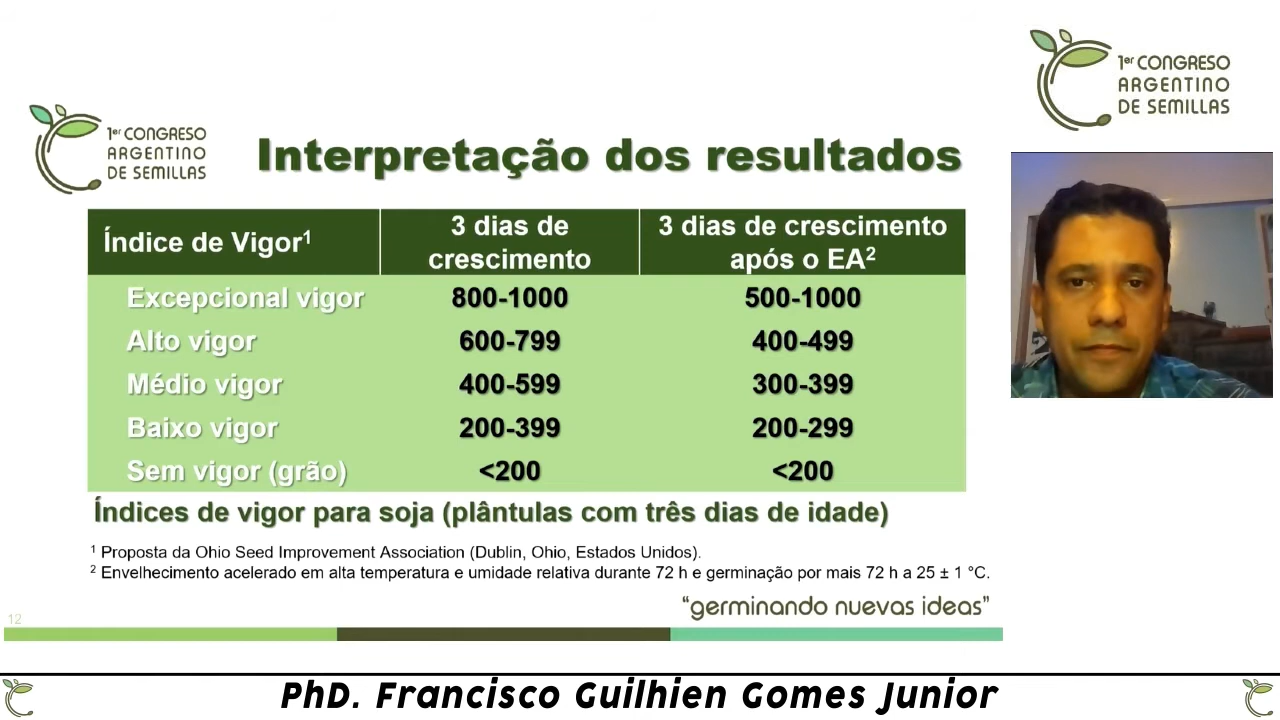 1er CONGRESO
ARGENTINO
DE SEMILLAS
1er CONGRESO
ARGENTINO
DE SEMILLAS
Interpretação dos resultados
Índice de Vigor¹ 3 dias de crescimento 3 dias de crescimento após o EA²
Excepcional vigor 800-1000 500-1000
Alto vigor 600-799 400-499
Médio vigor 400-599 300-399
Baixo vigor 200-399 200-299
Sem vigor (grão) <200 <200
Índices de vigor para soja (plântulas com três dias de idade)
¹ Proposta da Ohio Seed Improvement Association (Dublin, Ohio, Estados Unidos).
² Envelhecimento acelerado em alta temperatura e umidade relativa durante 72 h e germinação por mais 72 h a 25 ± 1 °C.
“germinando nuevas ideas”
12
PhD. Francisco Guilhien Gomes Junior